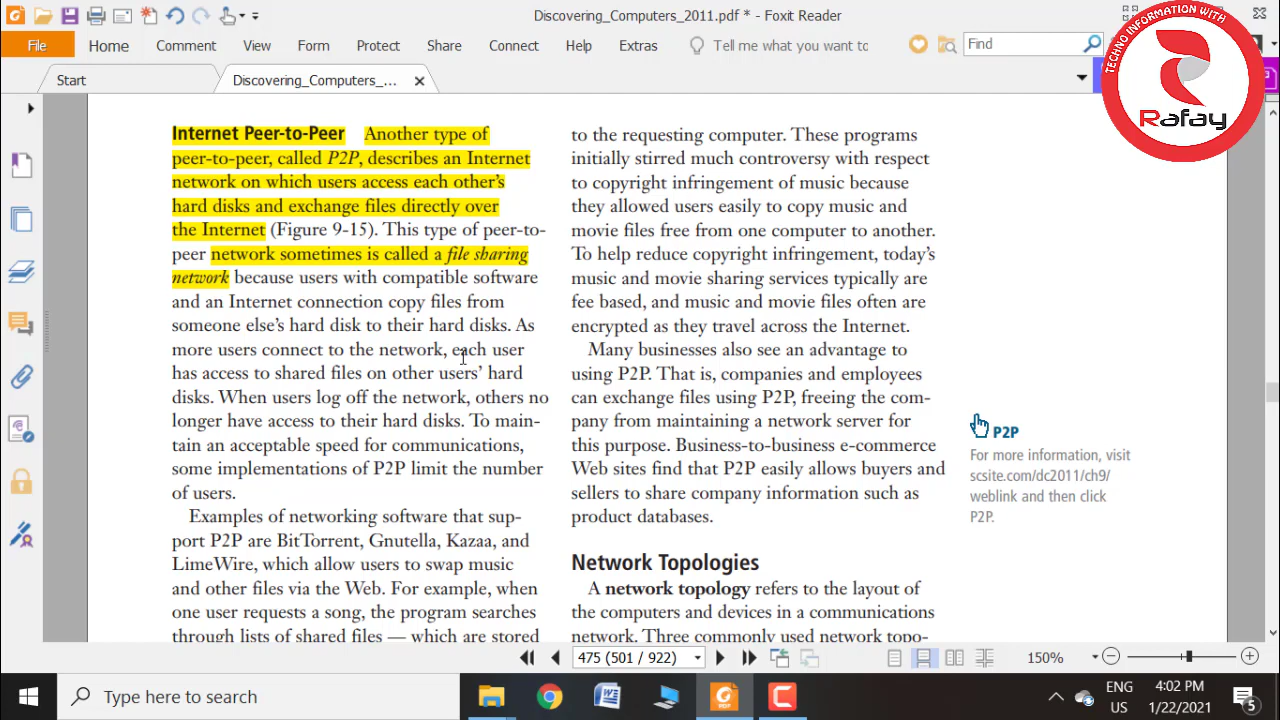 Discovering_Computers_2011.pdf * - Foxit Reader
File Home Comment View Form Protect Share Connect Help Extras Tell me what you want to Find
Start Discovering_Computers_...
TECHNO INFORMATION WITH
Rafay
Internet Peer-to-Peer Another type of
peer-to-peer, called P2P, describes an Internet
network on which users access each other's
hard disks and exchange files directly over
the Internet (Figure 9-15). This type of peer-to-
peer network sometimes is called a file sharing
network because users with compatible software
and an Internet connection copy files from
someone else's hard disk to their hard disks. As
more users connect to the network, each user
has access to shared files on other users' hard
disks. When users log off the network, others no
longer have access to their hard disks. To main-
tain an acceptable speed for communications,
some implementations of P2P limit the number
of users.
Examples of networking software that sup-
port P2P are BitTorrent, Gnutella, Kazaa, and
LimeWire, which allow users to swap music
and other files via the Web. For example, when
one user requests a song, the program searches
through lists of shared files — which are stored
to the requesting computer. These programs
initially stirred much controversy with respect
to copyright infringement of music because
they allowed users easily to copy music and
movie files free from one computer to another.
To help reduce copyright infringement, today's
music and movie sharing services typically are
fee based, and music and movie files often are
encrypted as they travel across the Internet.
Many businesses also see an advantage to
using P2P. That is, companies and employees
can exchange files using P2P, freeing the com-
pany from maintaining a network server for
this purpose. Business-to-business e-commerce
Web sites find that P2P easily allows buyers and
sellers to share company information such as
product databases.
Network Topologies
A network topology refers to the layout of
the computers and devices in a communications
network. Three commonly used network topo-
P2P
For more information, visit
scsite.com/dc2011/ch9/
weblink and then click
P2P.
475 (501 / 922) 150%
Type here to search
ENG
US
4:02 PM
1/22/2021
5